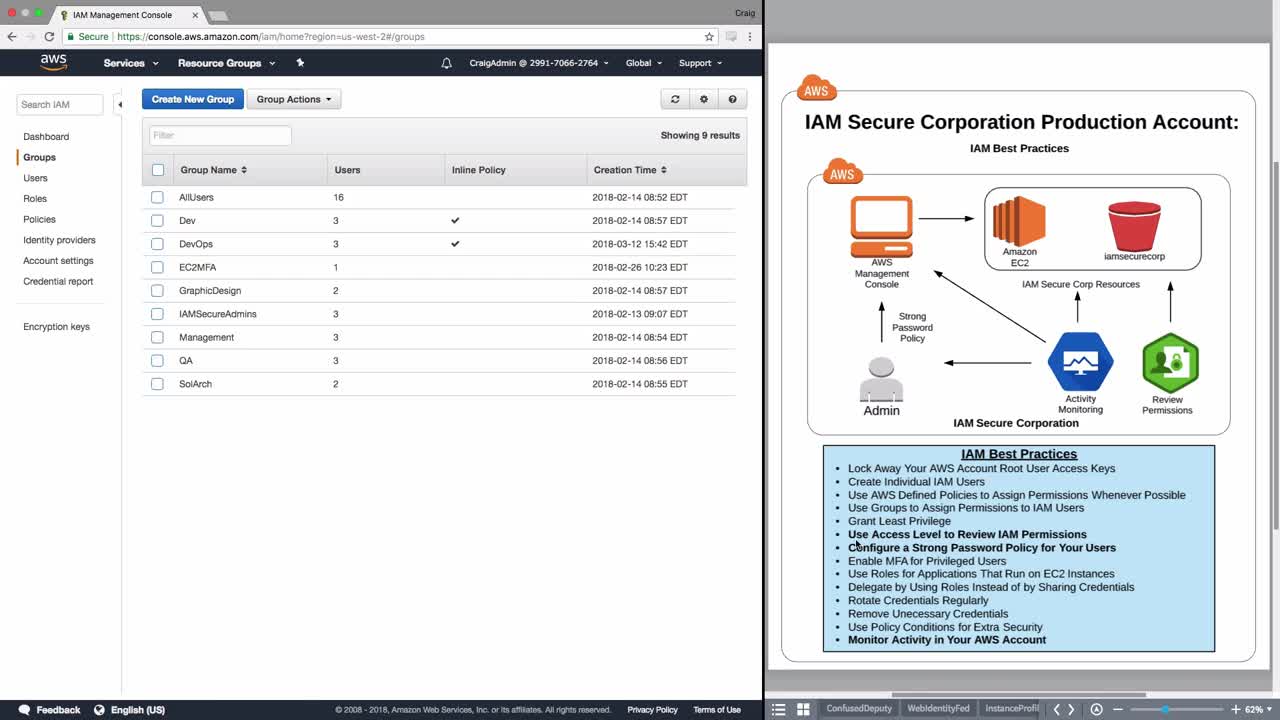 IAM Management Console
Craig
Secure https://console.aws.amazon.com/iam/home?region=us-west-2#/groups
aws Services Resource Groups CraigAdmin @ 2991-7066-2764 Global Support
Search IAM
Dashboard
Groups
Users
Roles
Policies
Identity providers
Account settings
Credential report
Encryption keys
Create New Group Group Actions
Filter Showing 9 results
Group Name Users Inline Policy Creation Time
AllUsers 16 2018-02-14 08:52 EDT
Dev 3 2018-02-14 08:57 EDT
DevOps 3 2018-03-12 15:42 EDT
EC2MFA 1 2018-02-26 10:23 EDT
GraphicDesign 2 2018-02-14 08:57 EDT
IAMSecureAdmins 3 2018-02-13 09:07 EDT
Management 3 2018-02-14 08:54 EDT
QA 3 2018-02-14 08:56 EDT
SolArch 2 2018-02-14 08:55 EDT
Feedback English (US) © 2008 - 2018, Amazon Web Services, Inc. or its affiliates. All rights reserved. Privacy Policy Terms of Use
AWS
IAM Secure Corporation Production Account:
IAM Best Practices
AWS
AWS
Management
Console
Amazon
EC2
iamsecurecorp
IAM Secure Corp Resources
Strong
Password
Policy
Admin
Activity
Monitoring
Review
Permissions
IAM Secure Corporation
IAM Best Practices
• Lock Away Your AWS Account Root User Access Keys
• Create Individual IAM Users
• Use AWS Defined Policies to Assign Permissions Whenever Possible
• Use Groups to Assign Permissions to IAM Users
• Grant Least Privilege
• Use Access Level to Review IAM Permissions
• Configure a Strong Password Policy for Your Users
• Enable MFA for Privileged Users
• Use Roles for Applications That Run on EC2 Instances
• Delegate by Using Roles Instead of by Sharing Credentials
• Rotate Credentials Regularly
• Remove Unecessary Credentials
• Use Policy Conditions for Extra Security
• Monitor Activity in Your AWS Account
ConfusedDeputy WebIdentityFed InstanceProfil 62%